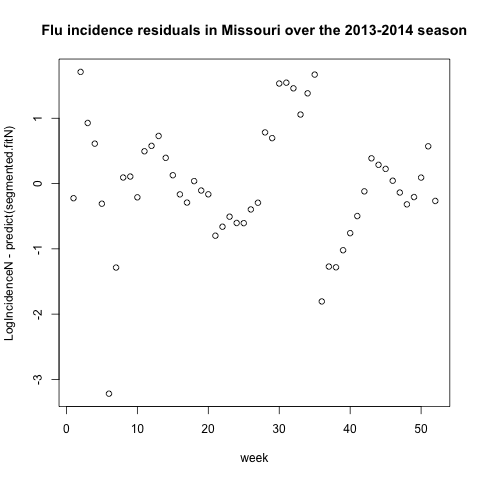 Flu incidence residuals in Missouri over the 2013-2014 season
LogIncidenceN - predict(segmented.fitN)
1
0
-1
-2
-3
0 10 20 30 40 50
week